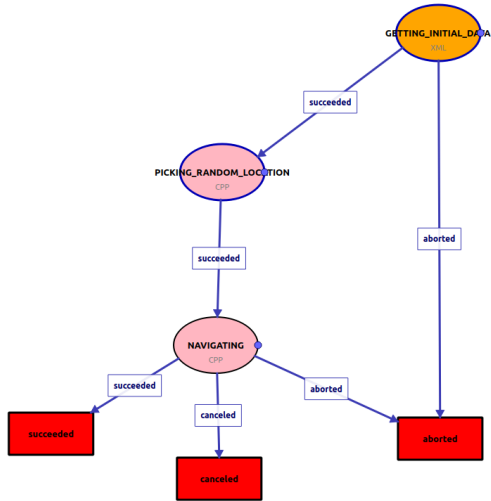 GETTING_INITIAL_DATA
XML
succeeded
PICKING_RANDOM_LOCATION
CPP
aborted
succeeded
NAVIGATING
CPP
succeeded
aborted
canceled
succeeded
aborted
canceled